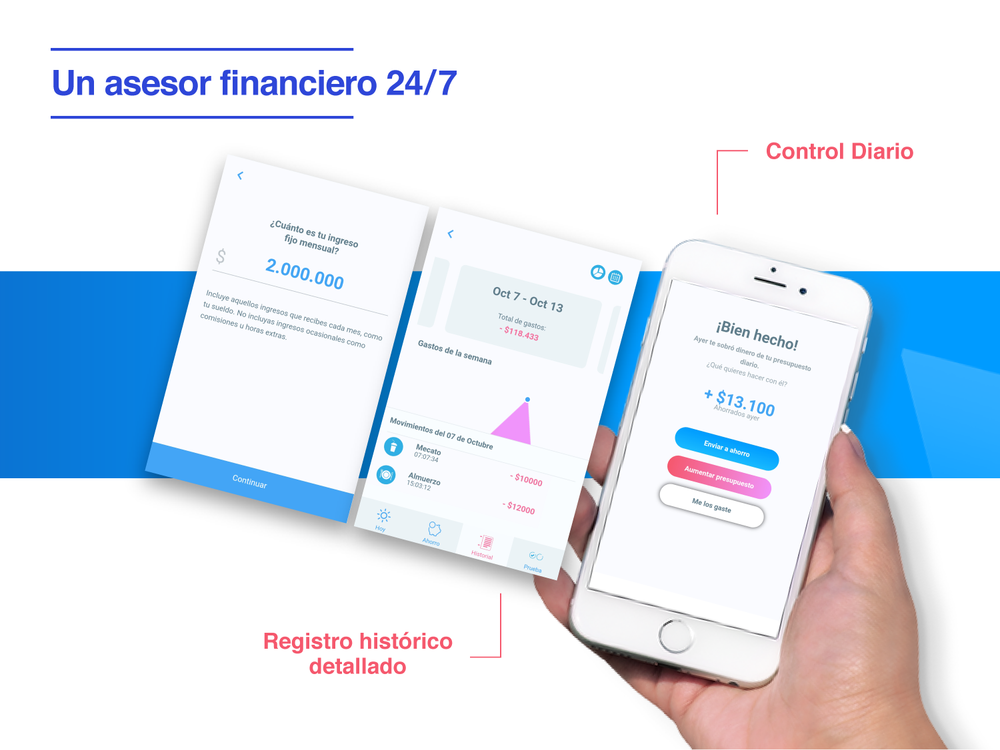 Un asesor financiero 24/7
Control Diario
¿Cuánto es tu ingreso
fijo mensual?
$
2.000.000
Incluye aquellos ingresos que recibes cada mes, como
tu sueldo. No incluyas ingresos ocasionales como
comisiones u horas extras.
Continuar
Oct 7 - Oct 13
Total de gastos:
- $118.433
Gastos de la semana
Movimientos del 07 de Octubre
Mecato
07:07:34
- $10000
Almuerzo
15:03:12
- $12000
Hoy
Ahorro
Historial
Prueba
¡Bien hecho!
Ayer te sobró dinero de tu presupuesto
diario.
¿Qué quieres hacer con él?
+ $13.100
Ahorrados ayer
Enviar a ahorro
Aumentar presupuesto
Me los gaste
Registro histórico
detallado